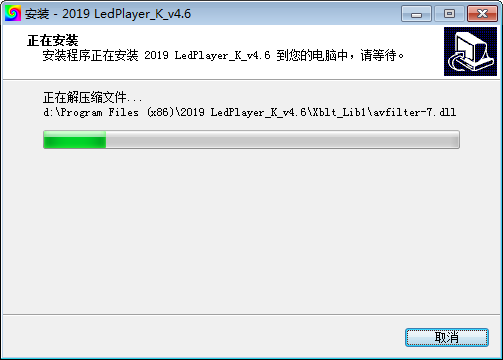 安装 - 2019 LedPlayer_K_v4.6
正在安装
安装程序正在安装 2019 LedPlayer_K_v4.6 到您的电脑中，请等待。
正在解压缩文件...
d:\Program Files (x86)\2019 LedPlayer_K_v4.6\Xblt_Lib1\avfilter-7.dll
取消